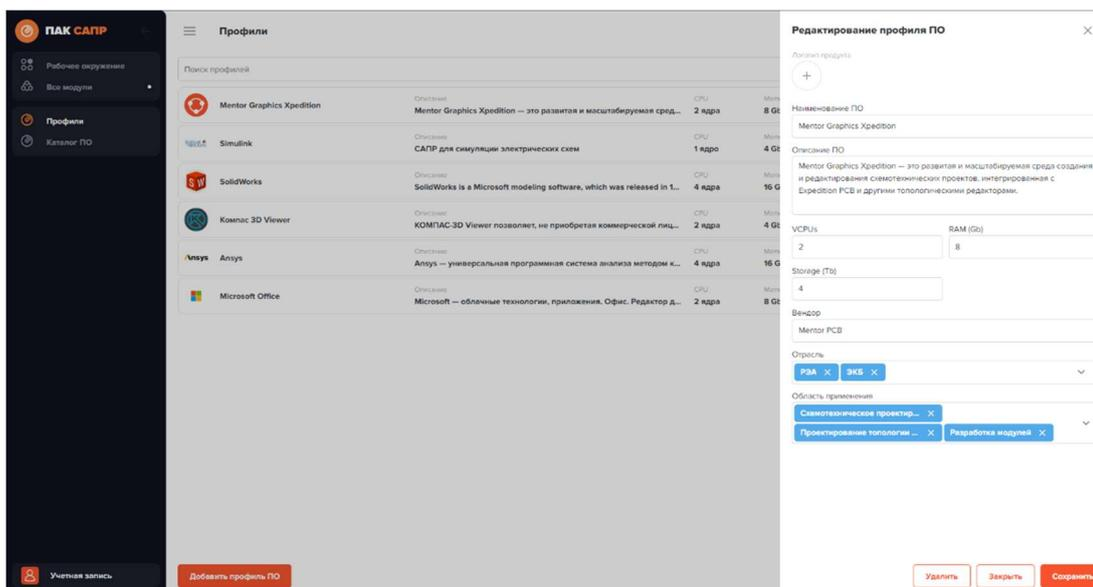 ПАК САПР
Рабочее окружение
Все модули
Профили
Каталог ПО
Учетная запись
Профили
Поиск профилей
Mentor Graphics Xpedition
Описание
Mentor Graphics Xpedition — это развитая и масштабируемая сред...
CPU
2 ядра
8 Gb
Simulink
Описание
САПР для симуляции электрических схем
CPU
1 ядро
4 Gb
SW
SolidWorks
Описание
SolidWorks is a Microsoft modeling software, which was released in 1...
CPU
4 ядра
16 G
Компас 3D Viewer
Описание
КОМПАС-3D Viewer позволяет, не приобретая коммерческой лиц...
CPU
2 ядра
4 Gb
Ansys
Ansys
Описание
Ansys — универсальная программная система анализа методом к...
CPU
4 ядра
16 G
Microsoft Office
Описание
Microsoft — облачные технологии, приложения. Офис. Редактор д...
CPU
2 ядра
8 Gb
Добавить профиль ПО
Редактирование профиля ПО
Логотип продукта
Наименование ПО
Mentor Graphics Xpedition
Описание ПО
Mentor Graphics Xpedition — это развитая и масштабируемая среда создания
и редактирования схемотехнических проектов, интегрированная с
Expedition PCB и другими топологическими редакторами.
VCPUs
RAM (Gb)
2
8
Storage (Tb)
4
Вендор
Mentor PCB
Отрасль
РЭА
ЭКБ
Область применения
Схемотехническое проектир...
Проектирование топологии ...
Разработка модулей
Удалить
Закрыть
Сохранить